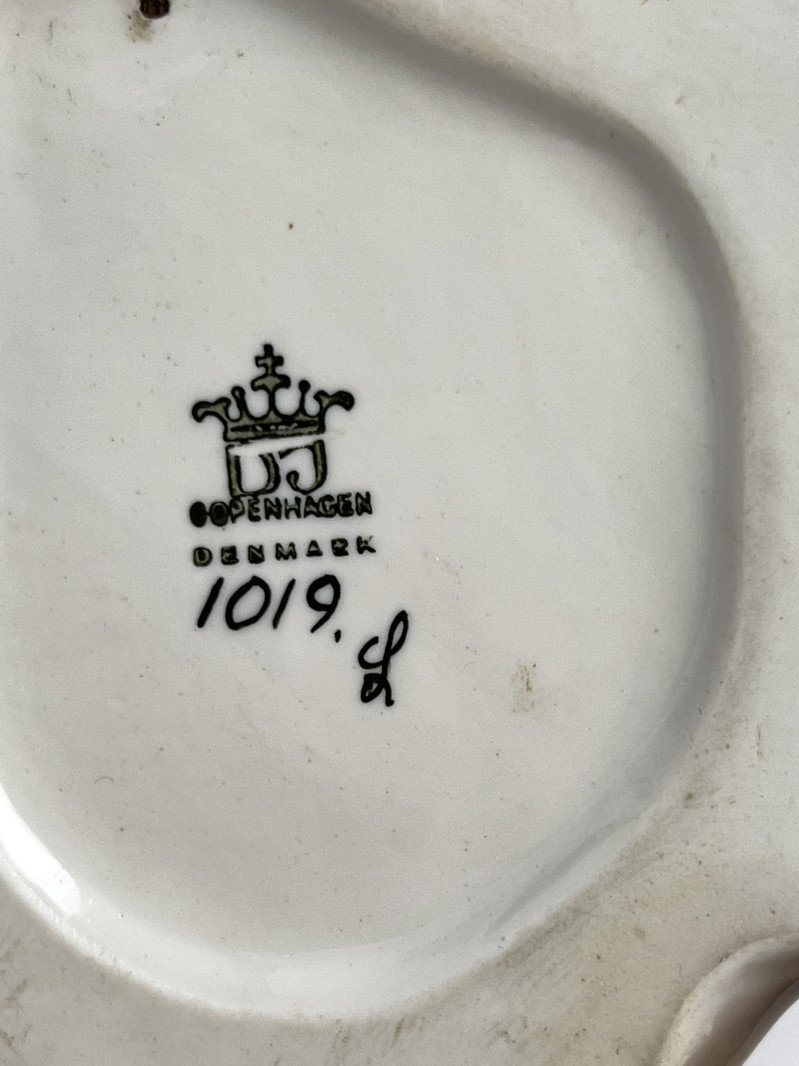 DJ
COPENHAGEN
DENMARK
1019.
L